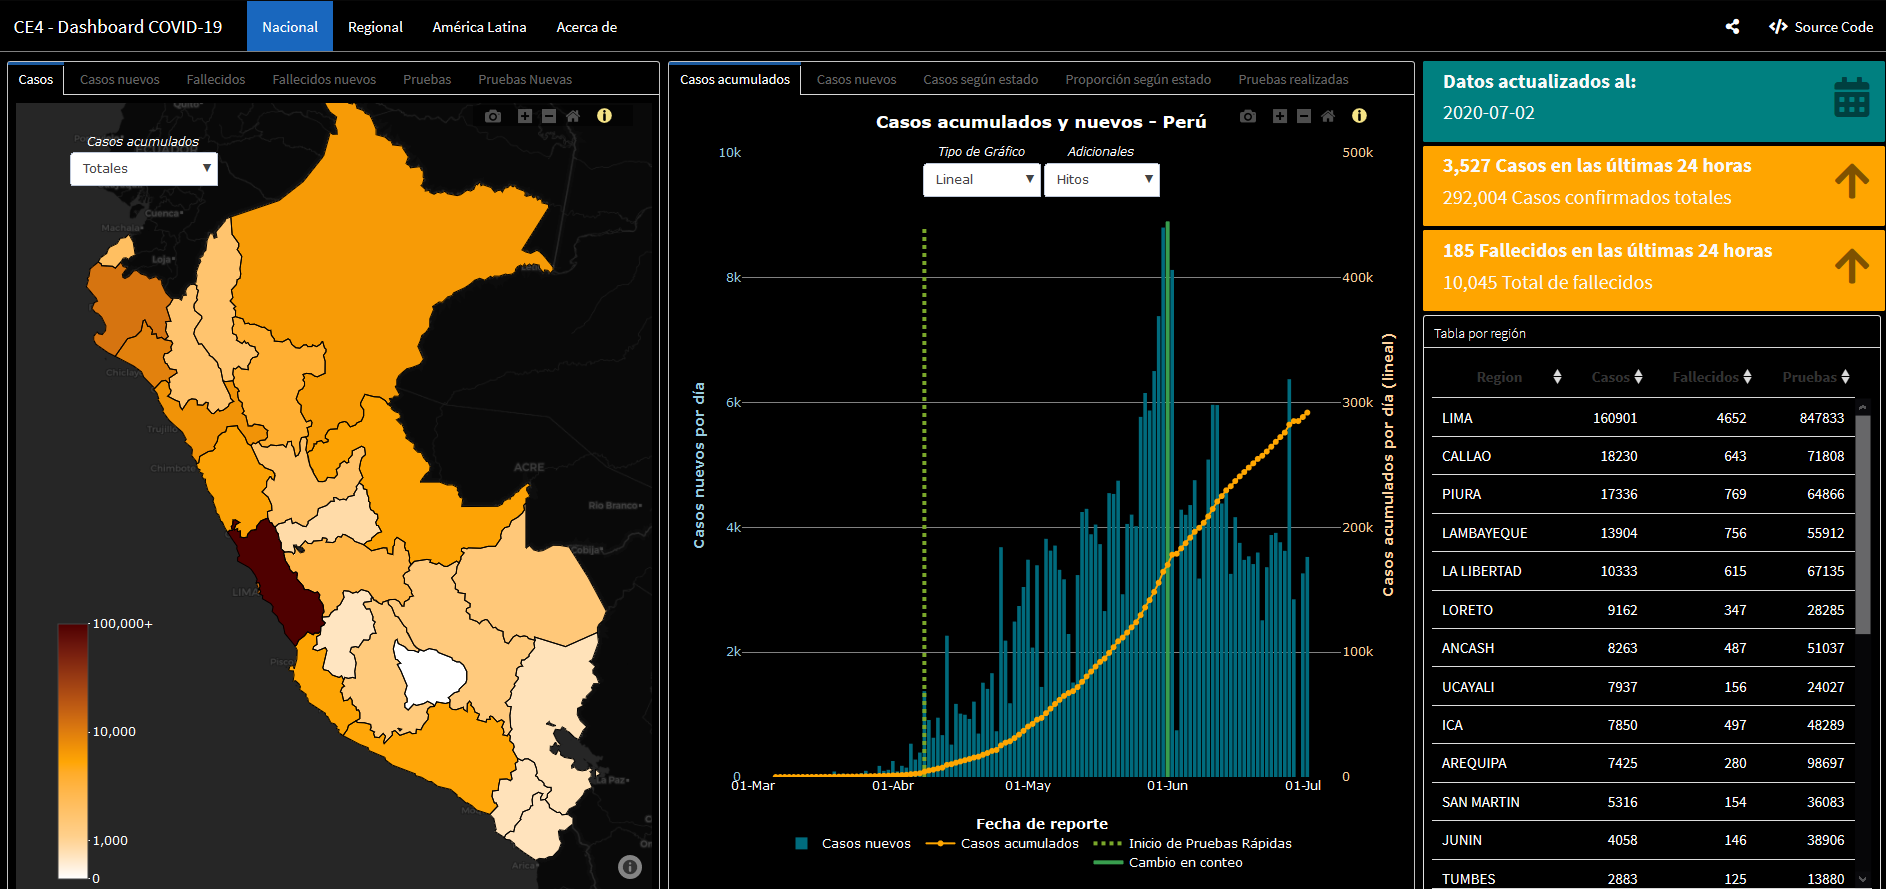 CE4 - Dashboard COVID-19
Nacional
Regional
América Latina
Acerca de
Source Code
Casos
Casos nuevos
Fallecidos
Fallecidos nuevos
Pruebas
Pruebas Nuevas
Casos acumulados
Totales
ECUADOR
Cuenca
Machala
Loja
Chiclayo
Trujillo
Chimbote
LIMA
Pisco
ACRE
Rio Branco
Cobija
La Paz
Arica
100,000+
10,000
1,000
0
Casos acumulados
Casos nuevos
Casos según estado
Proporción según estado
Pruebas realizadas
Casos acumulados y nuevos - Perú
Tipo de Gráfico
Adicionales
Lineal
Hitos
10k
8k
6k
4k
2k
0
500k
400k
300k
200k
100k
0
Casos nuevos por día
Casos acumulados por día (lineal)
01-Mar
01-Abr
01-May
01-Jun
01-Jul
Fecha de reporte
Casos nuevos
Casos acumulados
Inicio de Pruebas Rápidas
Cambio en conteo
Datos actualizados al:
2020-07-02
3,527 Casos en las últimas 24 horas
292,004 Casos confirmados totales
185 Fallecidos en las últimas 24 horas
10,045 Total de fallecidos
Tabla por región
Region Casos Fallecidos Pruebas
LIMA 160901 4652 847833
CALLAO 18230 643 71808
PIURA 17336 769 64866
LAMBAYEQUE 13904 756 55912
LA LIBERTAD 10333 615 67135
LORETO 9162 347 28285
ANCASH 8263 487 51037
UCAYALI 7937 156 24027
ICA 7850 497 48289
AREQUIPA 7425 280 98697
SAN MARTIN 5316 154 36083
JUNIN 4058 146 38906
TUMBES 2883 125 13880